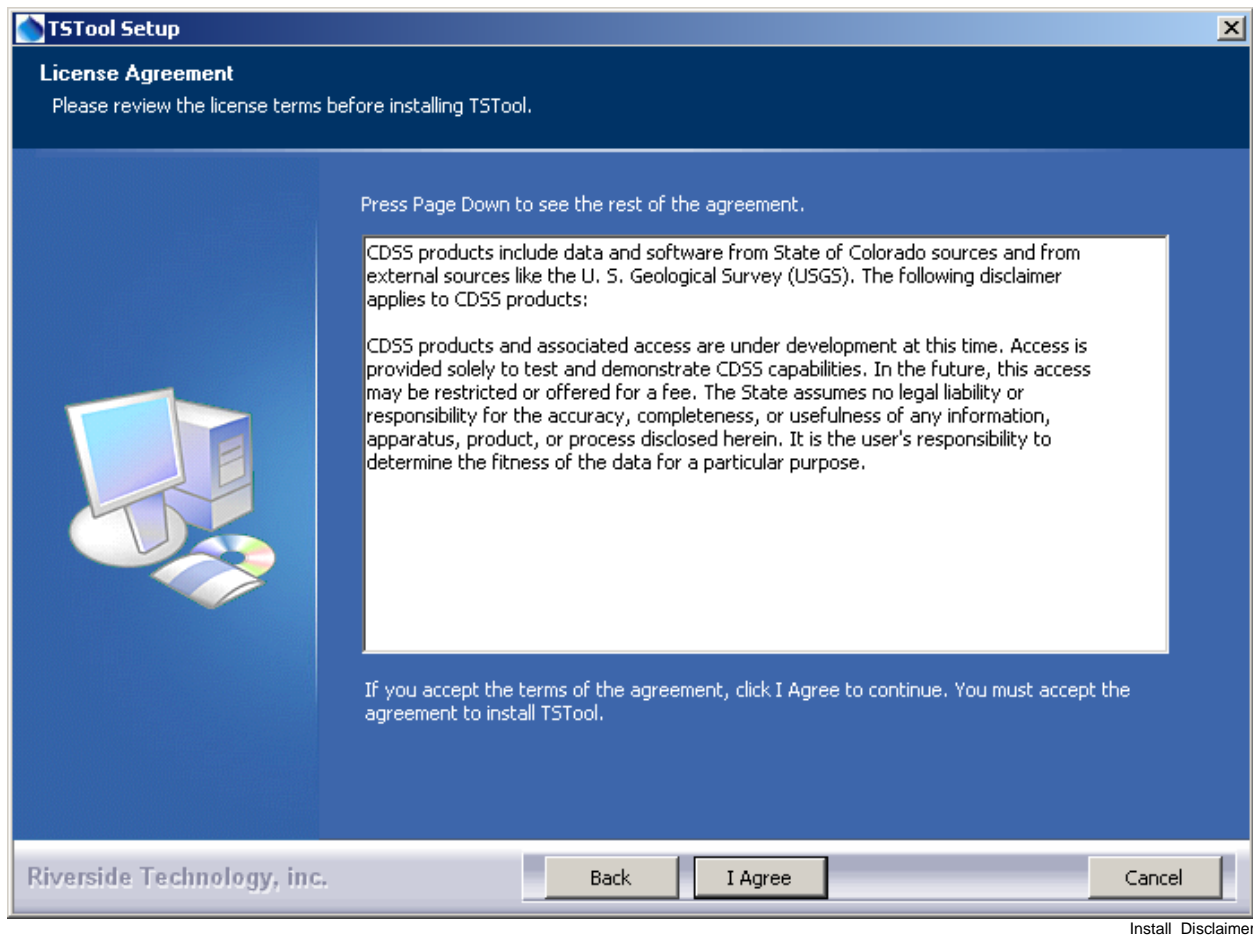 TSTool Setup
License Agreement
Please review the license terms before installing TSTool.
Press Page Down to see the rest of the agreement.
CDSS products include data and software from State of Colorado sources and from
external sources like the U. S. Geological Survey (USGS). The following disclaimer
applies to CDSS products:
CDSS products and associated access are under development at this time. Access is
provided solely to test and demonstrate CDSS capabilities. In the future, this access
may be restricted or offered for a fee. The State assumes no legal liability or
responsibility for the accuracy, completeness, or usefulness of any information,
apparatus, product, or process disclosed herein. It is the user's responsibility to
determine the fitness of the data for a particular purpose.
If you accept the terms of the agreement, click I Agree to continue. You must accept the
agreement to install TSTool.
Riverside Technology, inc.
Back
I Agree
Cancel
Install_Disclaimer